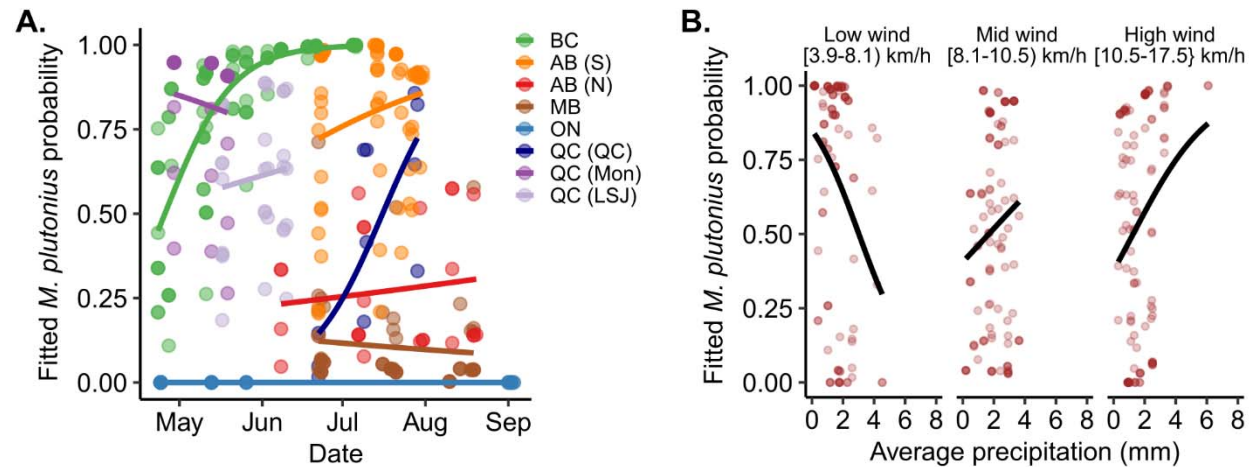 A.
Fitted M. plutonius probability
1.00
0.75
0.50
0.25
0.00
May Jun Jul Aug Sep
Date
BC
AB (S)
AB (N)
MB
ON
QC (QC)
QC (Mon)
QC (LSJ)
B.
Low wind
[3.9-8.1) km/h
Mid wind
[8.1-10.5) km/h
High wind
[10.5-17.5} km/h
Fitted M. plutonius probability
1.00
0.75
0.50
0.25
0.00
0 2 4 6 8 0 2 4 6 8 0 2 4 6 8
Average precipitation (mm)